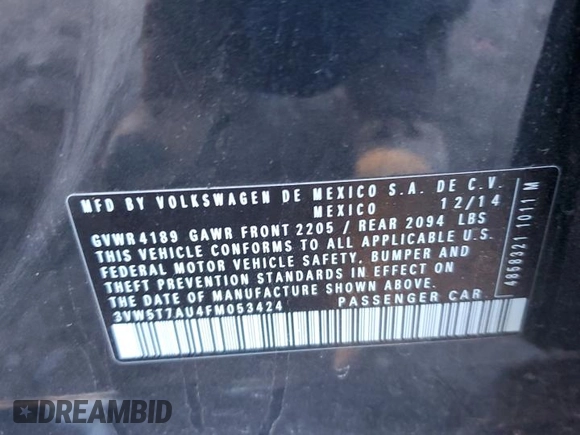 MFD BY VOLKSWAGEN DE MEXICO S.A. DE C.V.
MEXICO 12/14
GVWR 4189 GAWR FRONT 2205 / REAR 2094 LBS
THIS VEHICLE CONFORMS TO ALL APPLICABLE U.S.
FEDERAL MOTOR VEHICLE SAFETY, BUMPER AND
THEFT PREVENTION STANDARDS IN EFFECT ON
THE DATE OF MANUFACTURE SHOWN ABOVE.
3VW5T7AU4FM053424 PASSENGER CAR
4858321 1011 M
DREAMBID